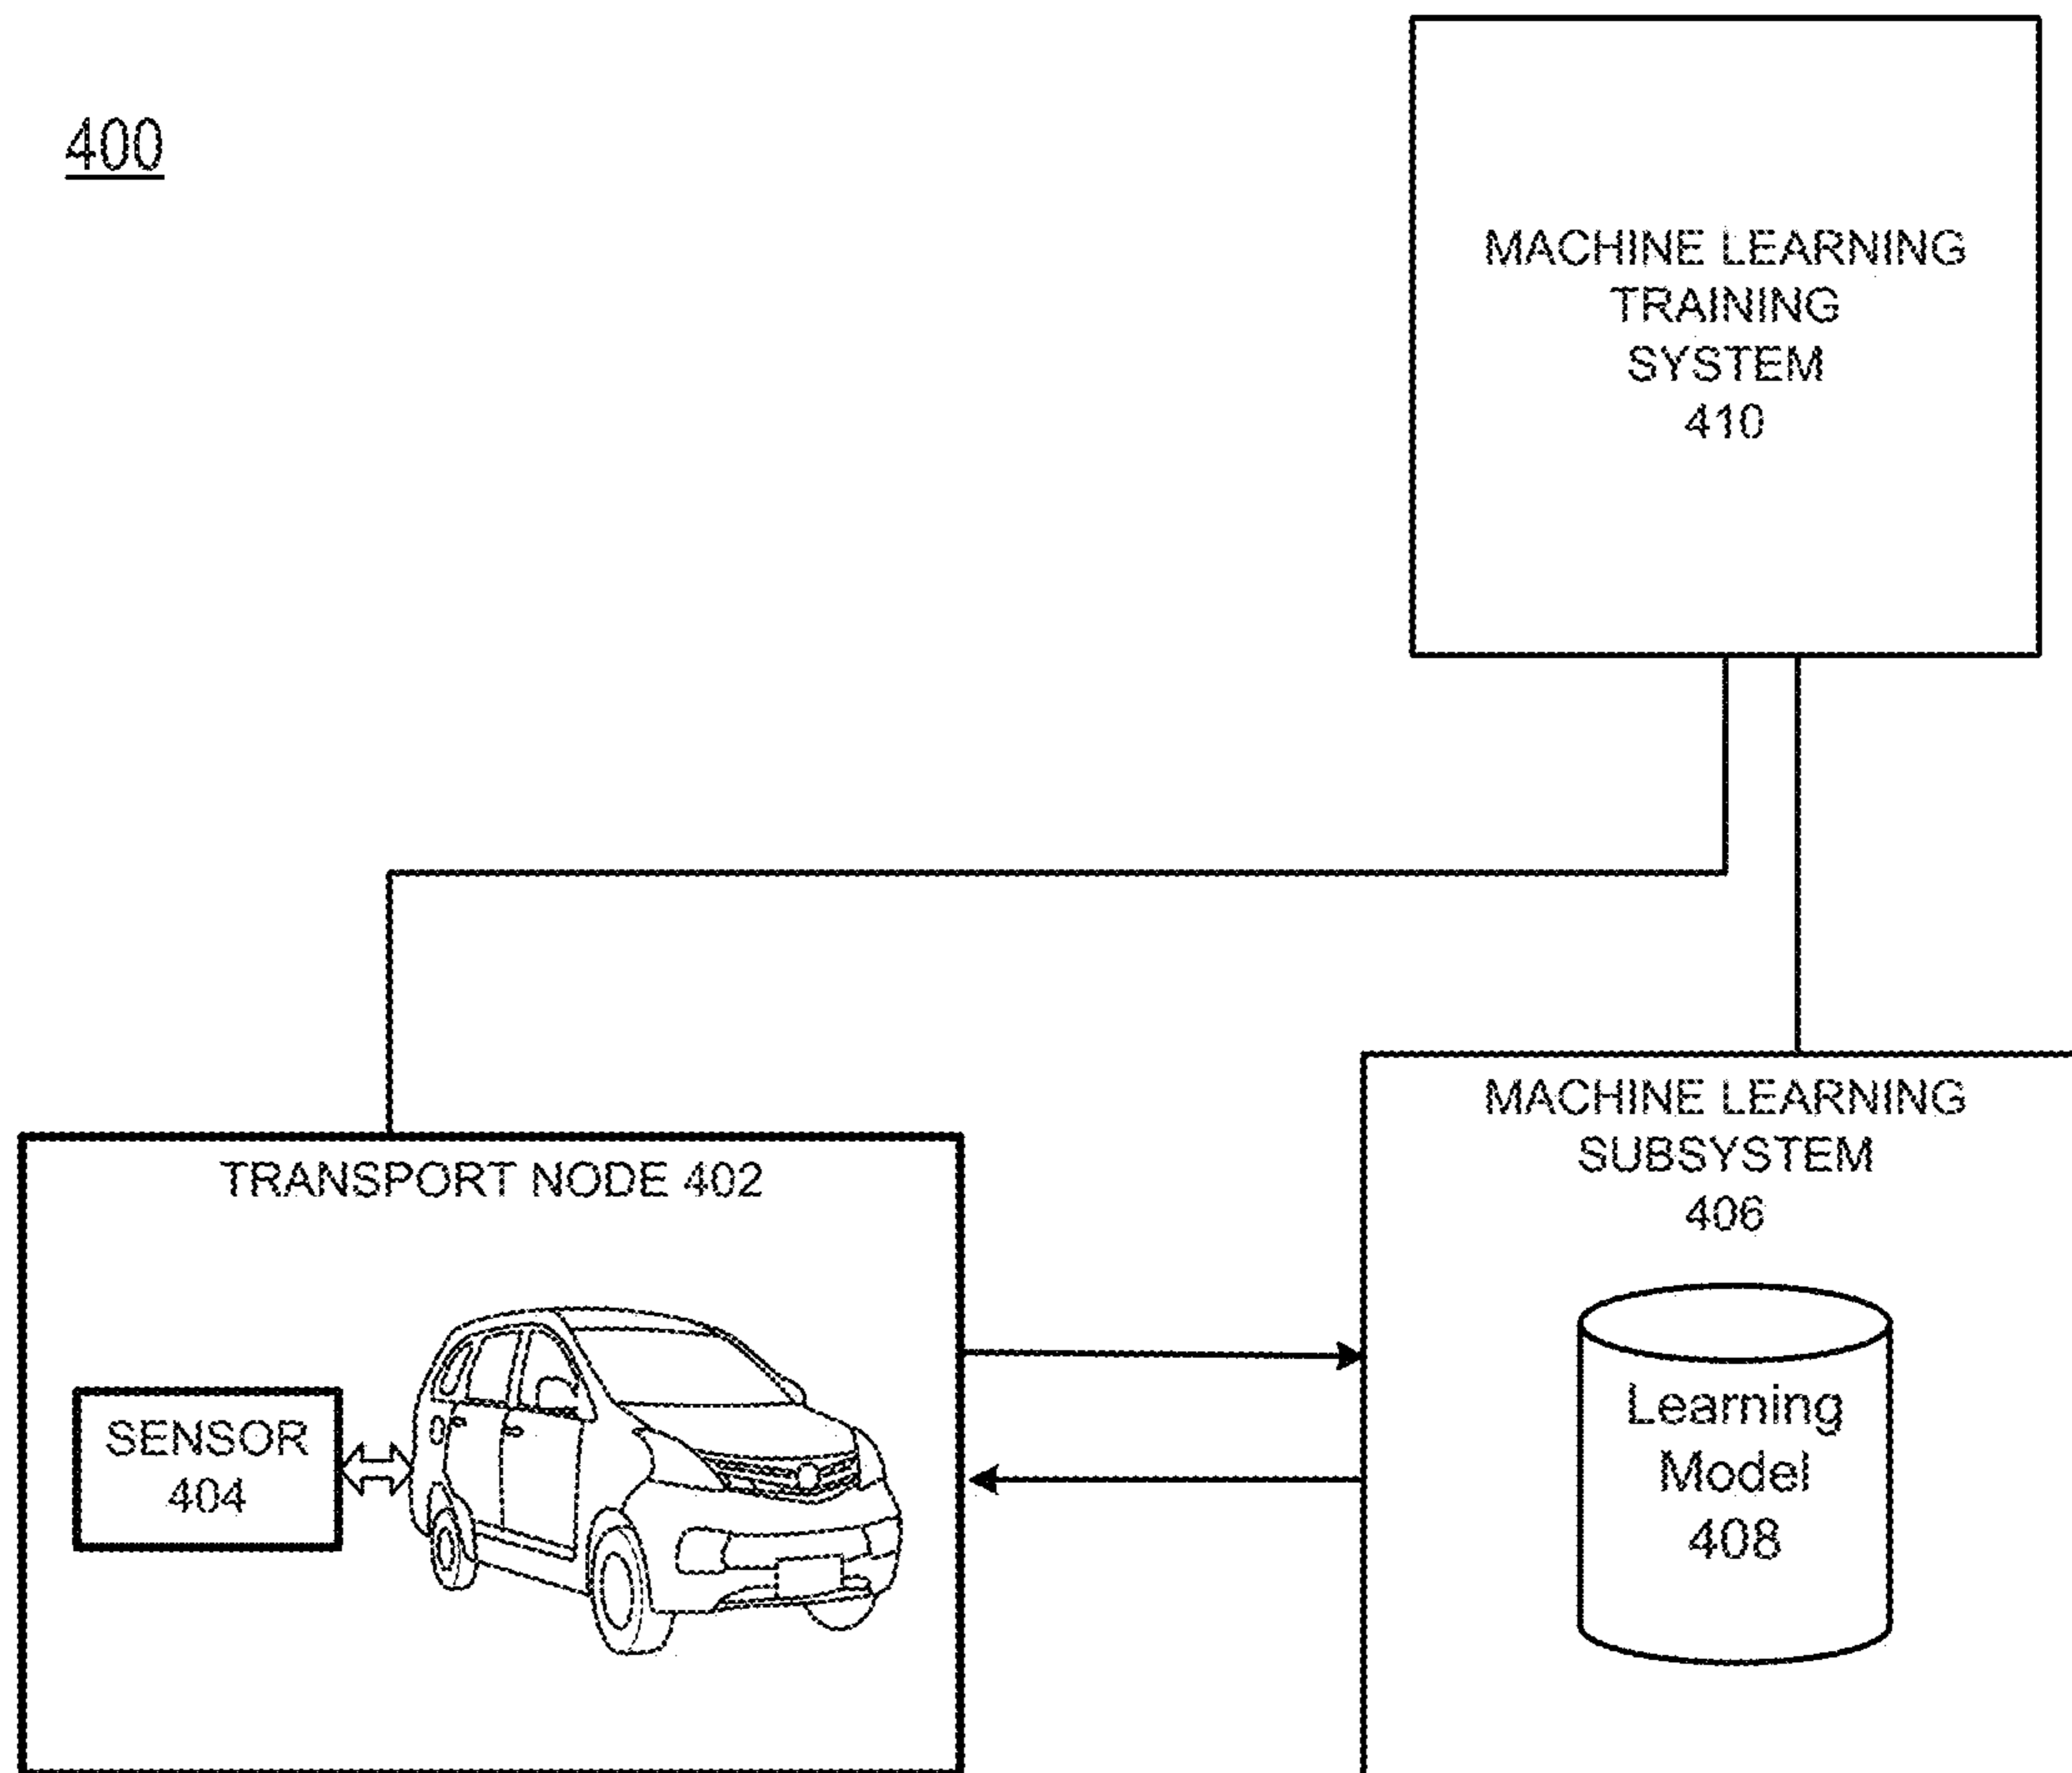 400
MACHINE LEARNING
TRAINING
SYSTEM
410
TRANSPORT NODE 402
SENSOR
404
MACHINE LEARNING
SUBSYSTEM
406
Learning
Model
408